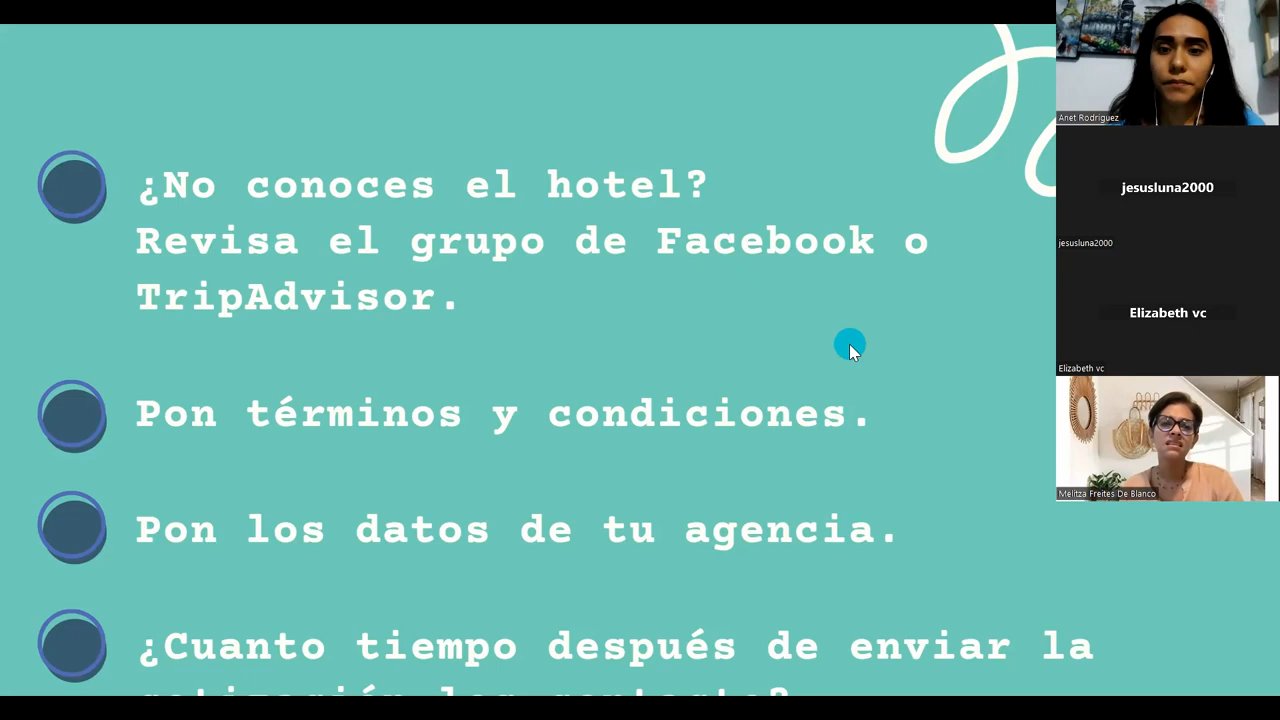 ¿No conoces el hotel?
Revisa el grupo de Facebook o
TripAdvisor.
Pon términos y condiciones.
Pon los datos de tu agencia.
¿Cuanto tiempo después de enviar la
Anet Rodriguez
jesusluna2000
jesusluna2000
Elizabeth vc
Elizabeth vc
Melitza Freites De Blanco